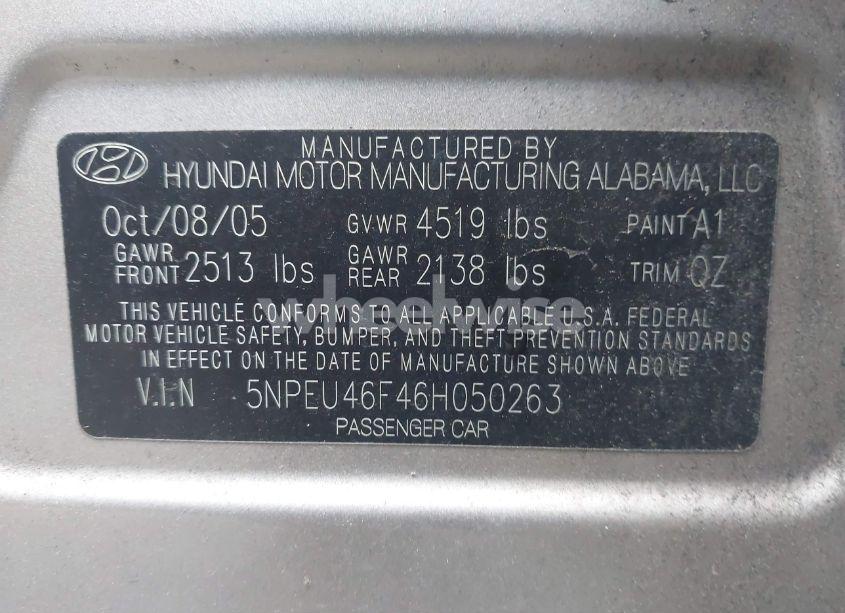 MANUFACTURED BY
HYUNDAI MOTOR MANUFACTURING ALABAMA, LLC
Oct/08/05 GVWR 4519 lbs PAINT A1
GAWR FRONT 2513 lbs GAWR REAR 2138 lbs TRIM QZ
wheelwise
THIS VEHICLE CONFORMS TO ALL APPLICABLE U.S.A. FEDERAL
MOTOR VEHICLE SAFETY, BUMPER, AND THEFT PREVENTION STANDARDS
IN EFFECT ON THE DATE OF MANUFACTURE SHOWN ABOVE
V.I.N 5NPEU46F46H050263
PASSENGER CAR